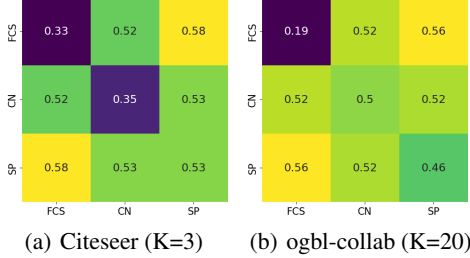 FCS 0.33 0.52 0.58
CN 0.52 0.35 0.53
SP 0.58 0.53 0.53
FCS CN SP
(a) Citeseer (K=3)
FCS 0.19 0.52 0.56
CN 0.52 0.5 0.52
SP 0.56 0.52 0.46
FCS CN SP
(b) ogbl-collab (K=20)